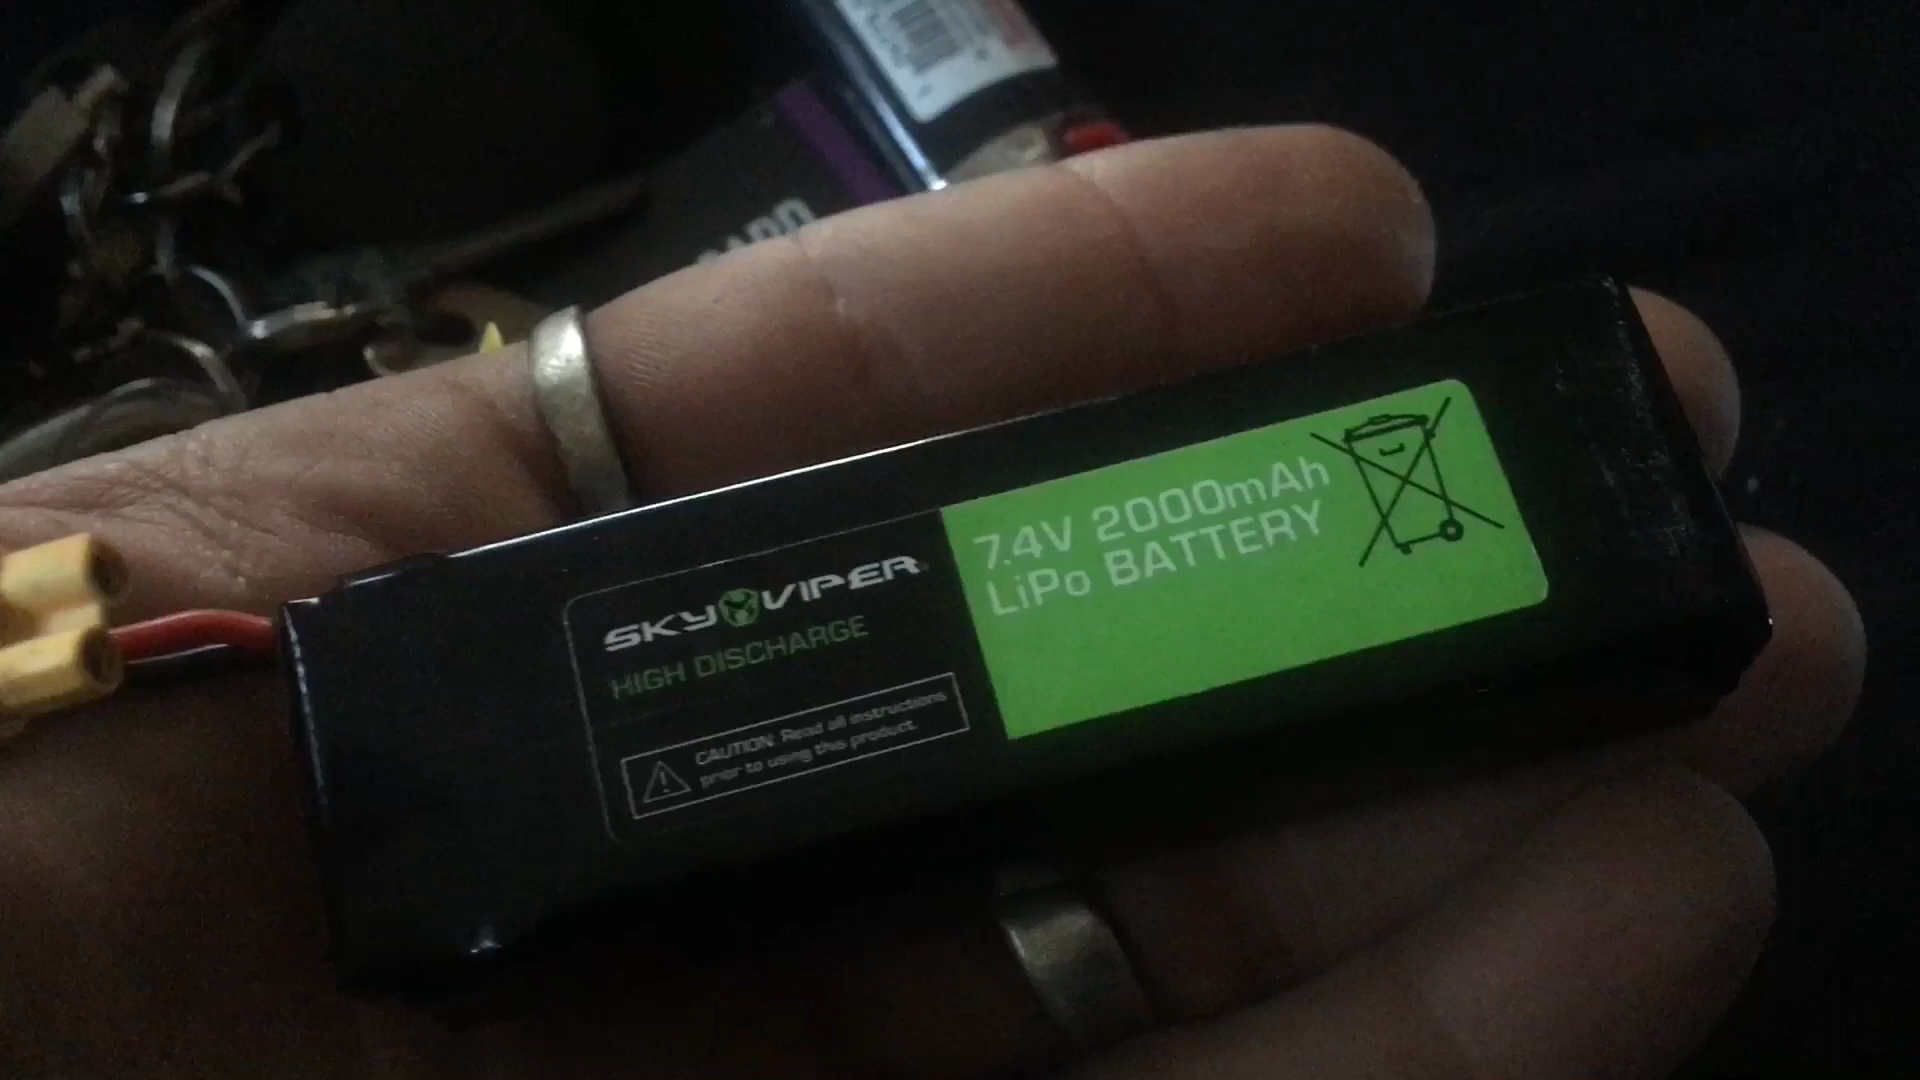 SKY VIPER
HIGH DISCHARGE
CAUTION: Read all instructions
prior to using this product.
7.4V 2000mAh
LiPo BATTERY